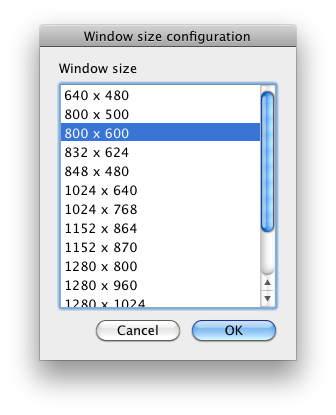 Window size configuration
Window size
640 x 480
800 x 500
800 x 600
832 x 624
848 x 480
1024 x 640
1024 x 768
1152 x 864
1152 x 870
1280 x 800
1280 x 960
1280 x 1024
Cancel
OK